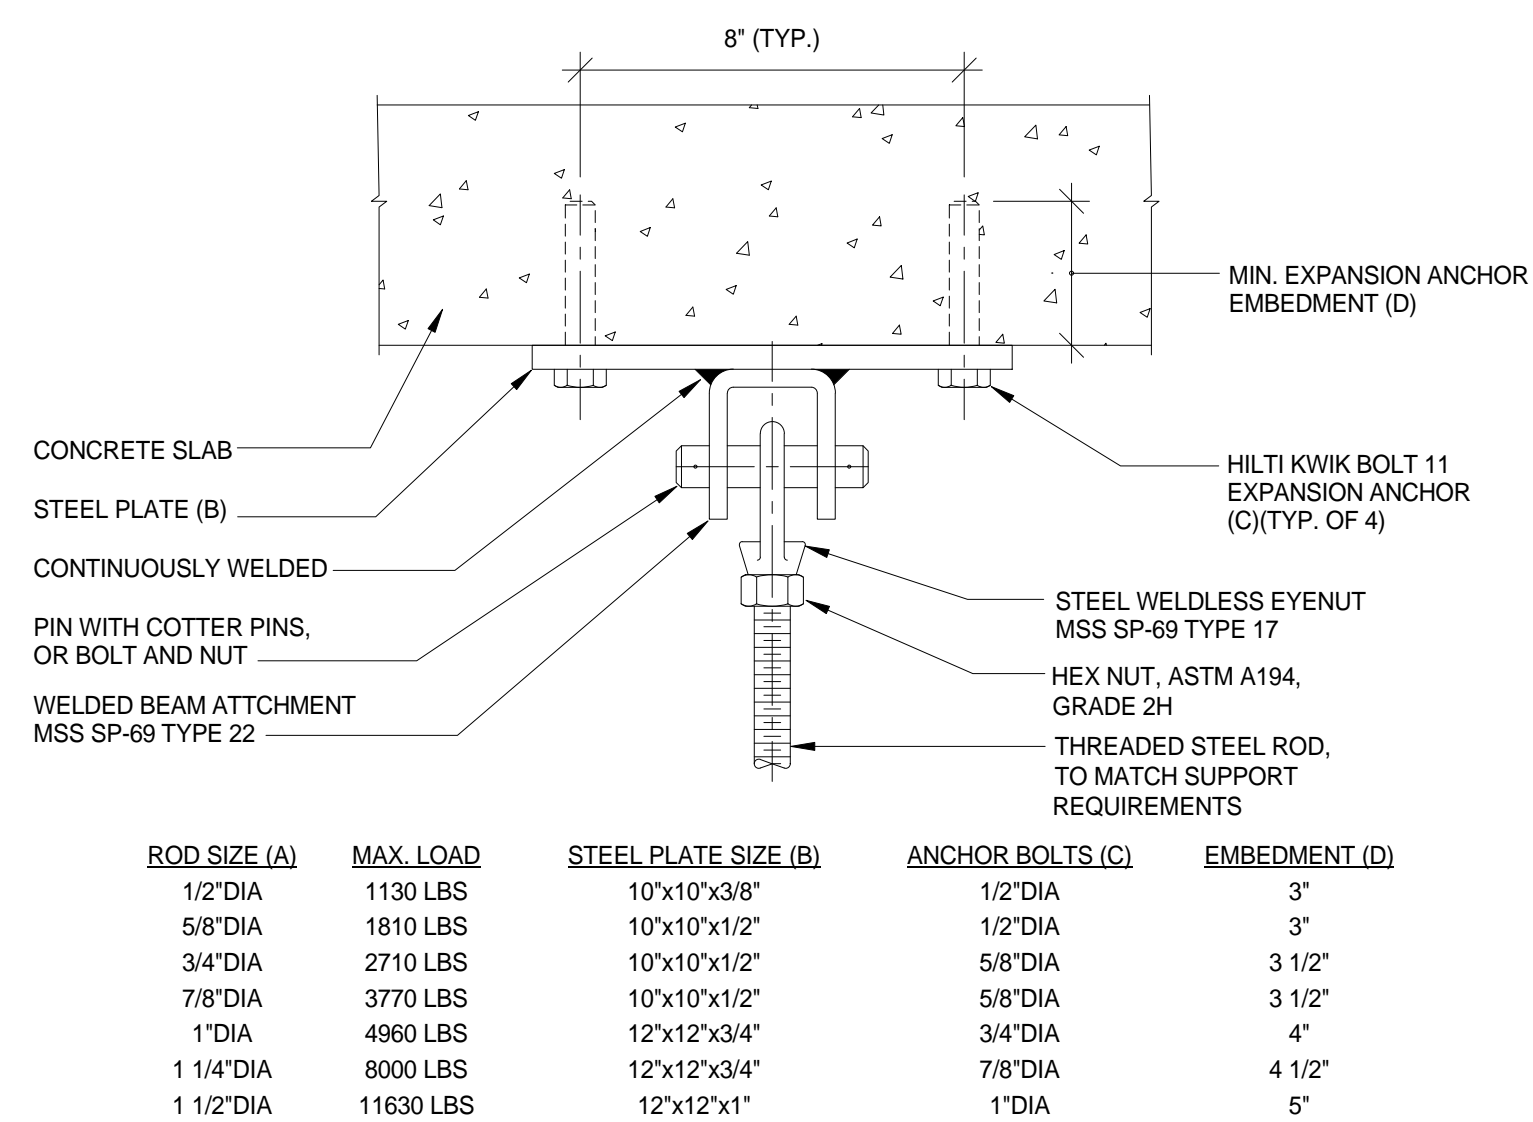 8" (TYP.)
MIN. EXPANSION ANCHOR
EMBEDMENT (D)
CONCRETE SLAB
STEEL PLATE (B)
CONTINUOUSLY WELDED
PIN WITH COTTER PINS,
OR BOLT AND NUT
WELDED BEAM ATTCHMENT
MSS SP-69 TYPE 22
HILTI KWIK BOLT 11
EXPANSION ANCHOR
(C)(TYP. OF 4)
STEEL WELDLESS EYENUT
MSS SP-69 TYPE 17
HEX NUT, ASTM A194,
GRADE 2H
THREADED STEEL ROD,
TO MATCH SUPPORT
REQUIREMENTS
ROD SIZE (A) MAX. LOAD STEEL PLATE SIZE (B) ANCHOR BOLTS (C) EMBEDMENT (D)
1/2"DIA 1130 LBS 10"x10"x3/8" 1/2"DIA 3"
5/8"DIA 1810 LBS 10"x10"x1/2" 1/2"DIA 3"
3/4"DIA 2710 LBS 10"x10"x1/2" 5/8"DIA 3 1/2"
7/8"DIA 3770 LBS 10"x10"x1/2" 5/8"DIA 3 1/2"
1"DIA 4960 LBS 12"x12"x3/4" 3/4"DIA 4"
1 1/4"DIA 8000 LBS 12"x12"x3/4" 7/8"DIA 4 1/2"
1 1/2"DIA 11630 LBS 12"x12"x1" 1"DIA 5"